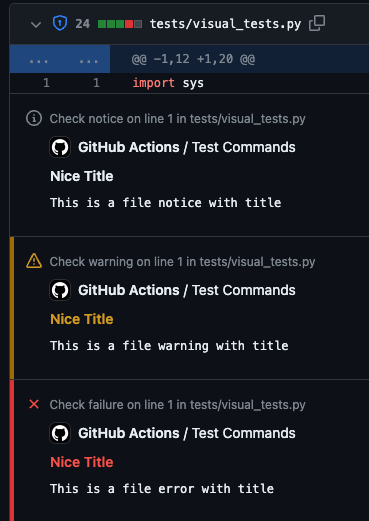 24 tests/visual_tests.py
... ... @@ -1,12 +1,20 @@
1 1 import sys
Check notice on line 1 in tests/visual_tests.py
GitHub Actions / Test Commands
Nice Title
This is a file notice with title
Check warning on line 1 in tests/visual_tests.py
GitHub Actions / Test Commands
Nice Title
This is a file warning with title
Check failure on line 1 in tests/visual_tests.py
GitHub Actions / Test Commands
Nice Title
This is a file error with title